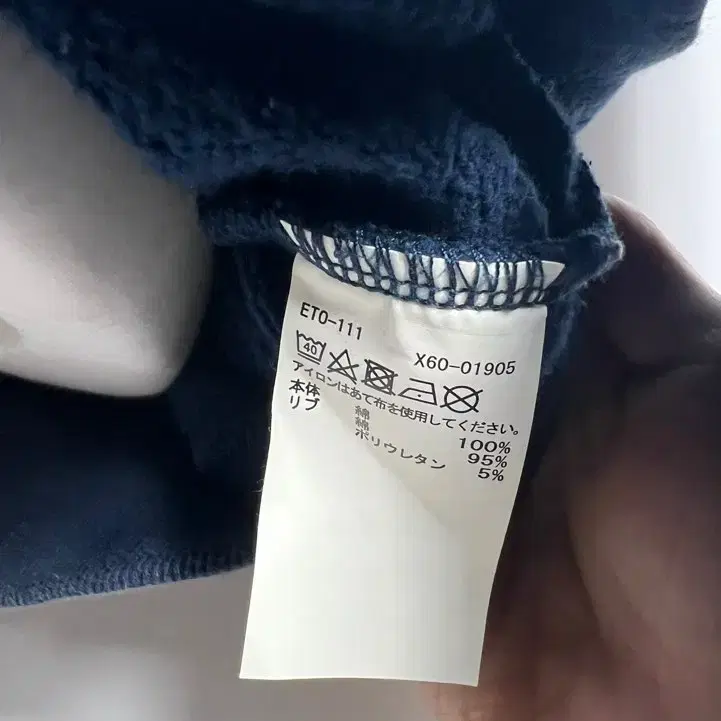 ETO-111
X60-01905
40
アイロンはあて布を使用してください。
本体 綿 100%
リブ 綿 95%
ポリウレタン 5%